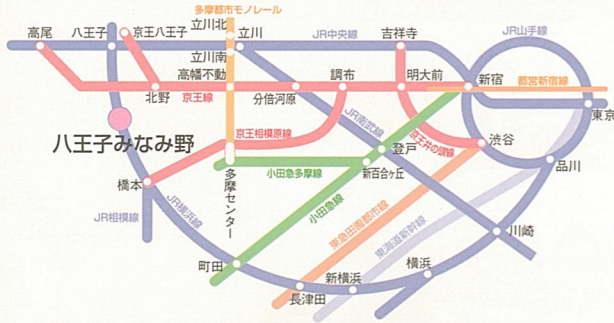 多摩都市モノレール
立川北
高尾
八王子
京王八王子
立川
JR中央線
吉祥寺
JR山手線
立川南
高幡不動
調布
明大前
新宿
都営新宿線
北野
京王線
分倍河原
東京
八王子みなみ野
京王相模原線
JR南武線
登戸
京王井の頭線
渋谷
品川
橋本
多摩センター
小田急多摩線
新百合ヶ丘
JR相模線
JR横浜線
小田急線
東急田園都市線
東海道新幹線
川崎
町田
新横浜
横浜
長津田